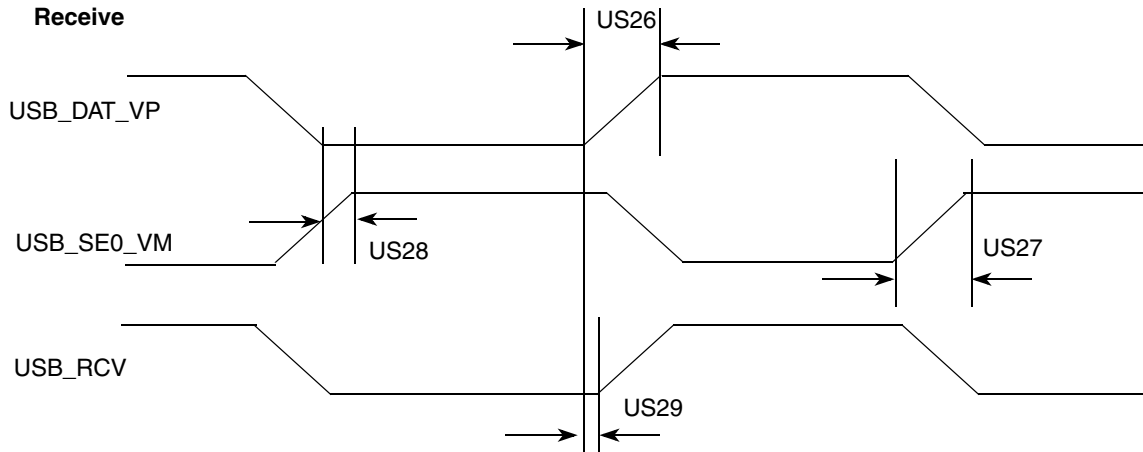 Receive
US26
USB_DAT_VP
USB_SE0_VM
US28
US27
USB_RCV
US29